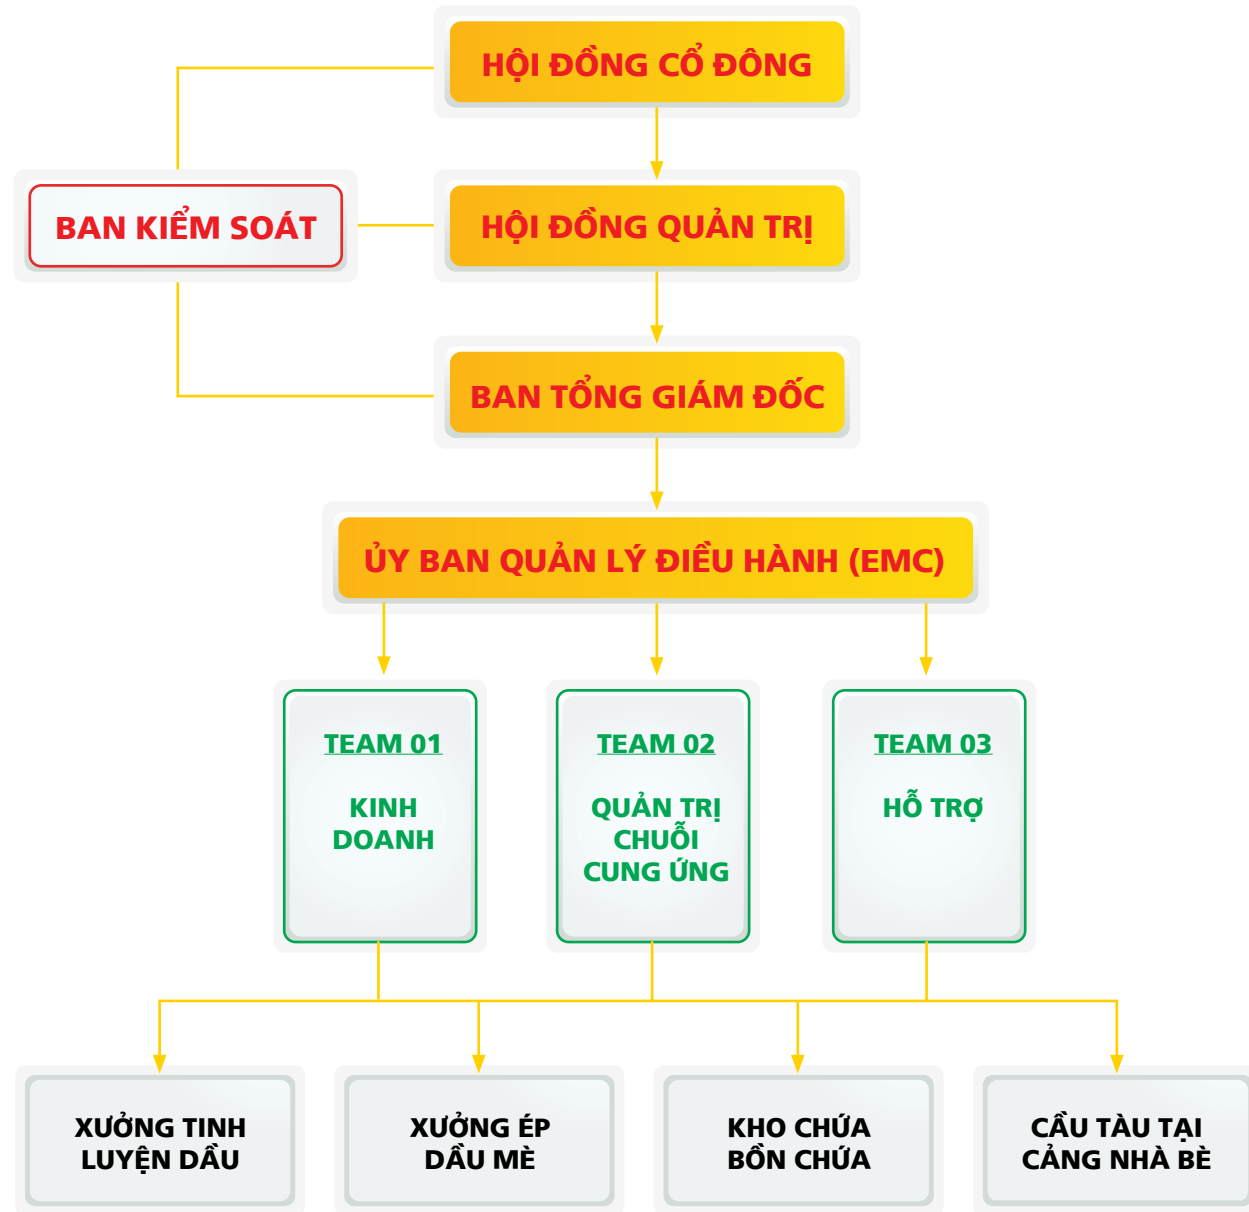 HỘI ĐỒNG CỔ ĐÔNG
BAN KIỂM SOÁT
HỘI ĐỒNG QUẢN TRỊ
BAN TỔNG GIÁM ĐỐC
ỦY BAN QUẢN LÝ ĐIỀU HÀNH (EMC)
TEAM 01
KINH
DOANH
TEAM 02
QUẢN TRỊ
CHUỖI
CUNG ỨNG
TEAM 03
HỖ TRỢ
XƯỞNG TINH
LUYỆN DẦU
XƯỞNG ÉP
DẦU MÈ
KHO CHỨA
BỒN CHỨA
CẦU TÀU TẠI
CẢNG NHÀ BÈ